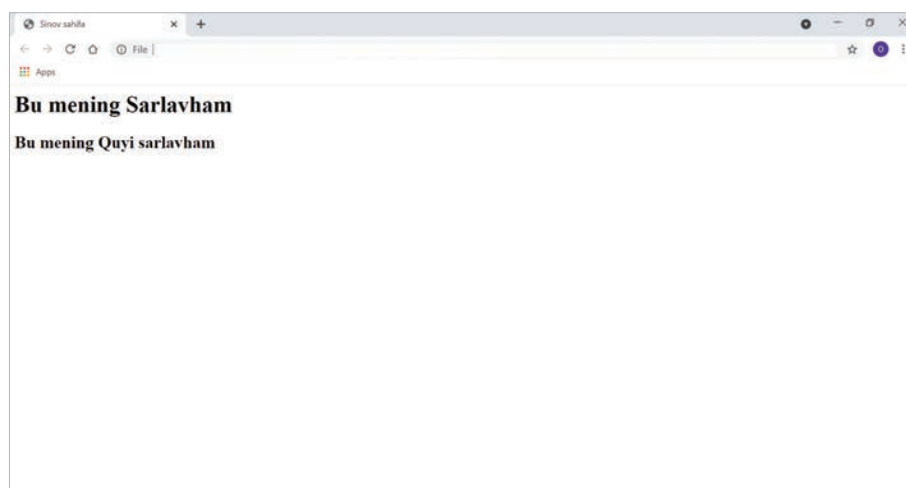 Sinov sahifa
File
Apps
Bu mening Sarlavham
Bu mening Quyi sarlavham